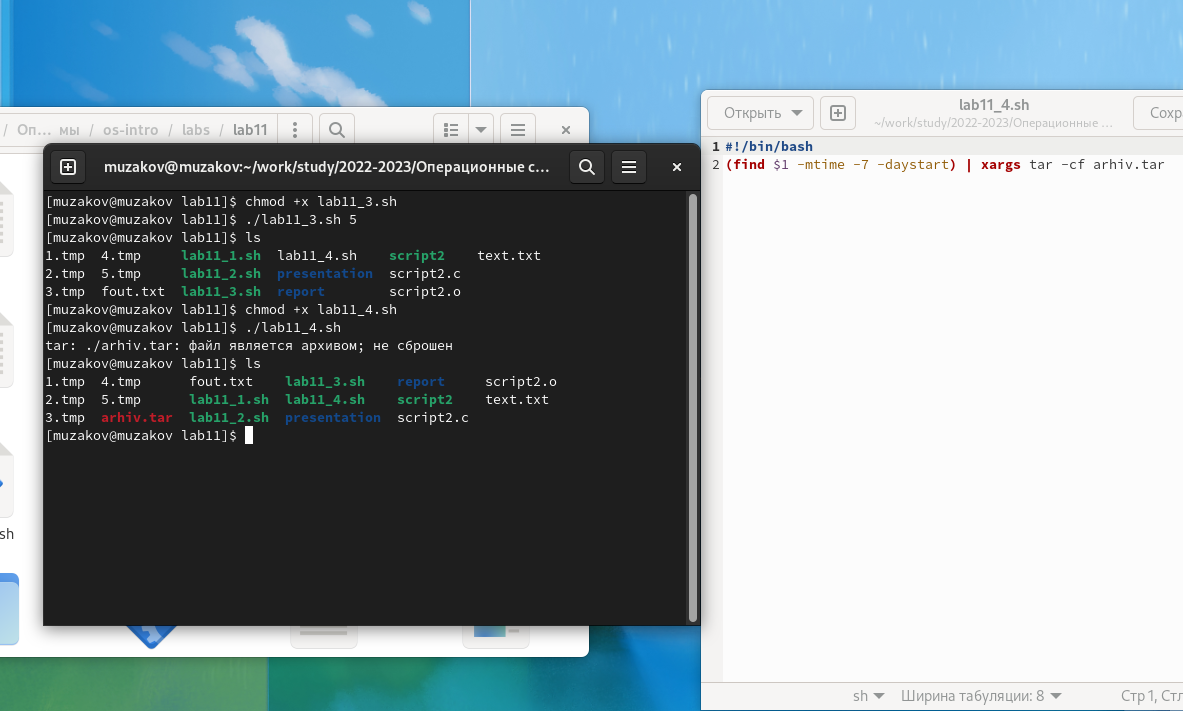 / Оп… мы / os-intro / labs / lab11
muzakov@muzakov:~/work/study/2022-2023/Операционные с…
[muzakov@muzakov lab11]$ chmod +x lab11_3.sh
[muzakov@muzakov lab11]$ ./lab11_3.sh 5
[muzakov@muzakov lab11]$ ls
1.tmp 4.tmp lab11_1.sh lab11_4.sh script2 text.txt
2.tmp 5.tmp lab11_2.sh presentation script2.c
3.tmp fout.txt lab11_3.sh report script2.o
[muzakov@muzakov lab11]$ chmod +x lab11_4.sh
[muzakov@muzakov lab11]$ ./lab11_4.sh
tar: ./arhiv.tar: файл является архивом; не сброшен
[muzakov@muzakov lab11]$ ls
1.tmp 4.tmp fout.txt lab11_3.sh report script2.o
2.tmp 5.tmp lab11_1.sh lab11_4.sh script2 text.txt
3.tmp arhiv.tar lab11_2.sh presentation script2.c
[muzakov@muzakov lab11]$
sh
Открыть
lab11_4.sh
~/work/study/2022-2023/Операционные …
Сохр
1 #!/bin/bash
2 (find $1 -mtime -7 -daystart) | xargs tar -cf arhiv.tar
sh Ширина табуляции: 8 Стр 1, Стл